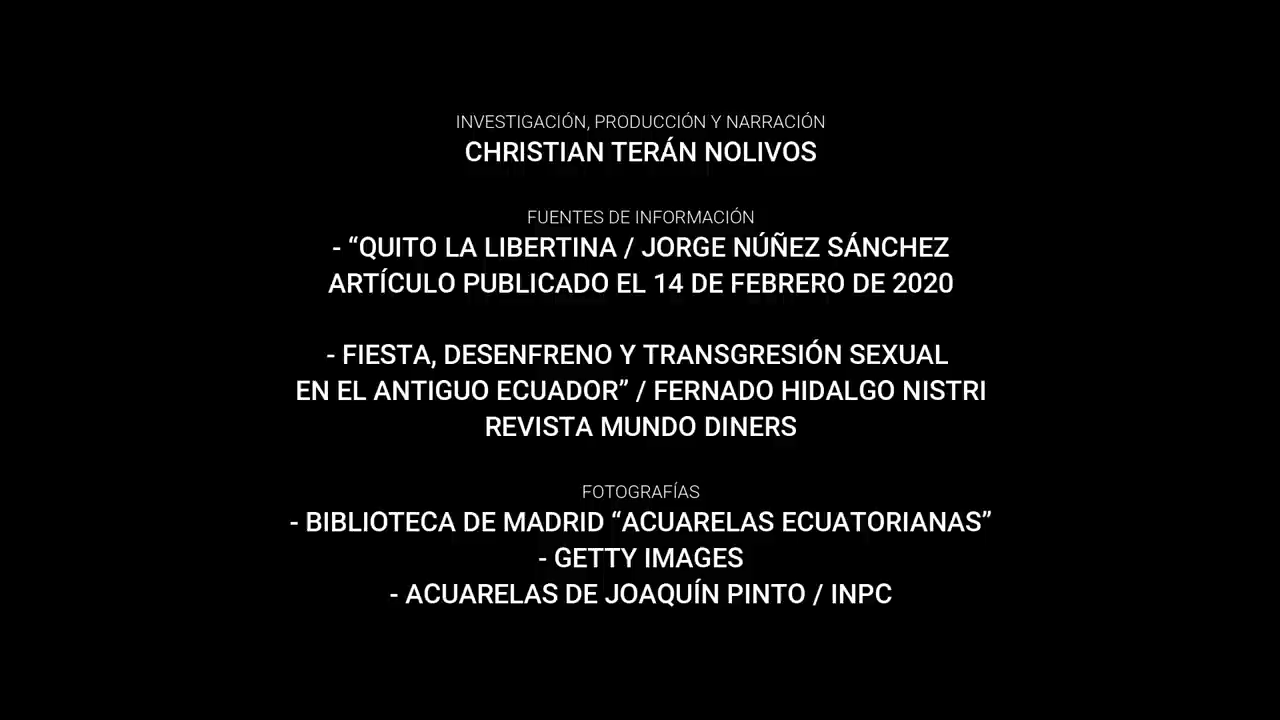 INVESTIGACIÓN, PRODUCCIÓN Y NARRACIÓN
CHRISTIAN TERÁN NOLIVOS
FUENTES DE INFORMACIÓN
- “QUITO LA LIBERTINA / JORGE NÚÑEZ SÁNCHEZ
ARTÍCULO PUBLICADO EL 14 DE FEBRERO DE 2020
- FIESTA, DESENFRENO Y TRANSGRESIÓN SEXUAL
EN EL ANTIGUO ECUADOR” / FERNADO HIDALGO NISTRI
REVISTA MUNDO DINERS
FOTOGRAFÍAS
- BIBLIOTECA DE MADRID “ACUARELAS ECUATORIANAS”
- GETTY IMAGES
- ACUARELAS DE JOAQUÍN PINTO / INPC